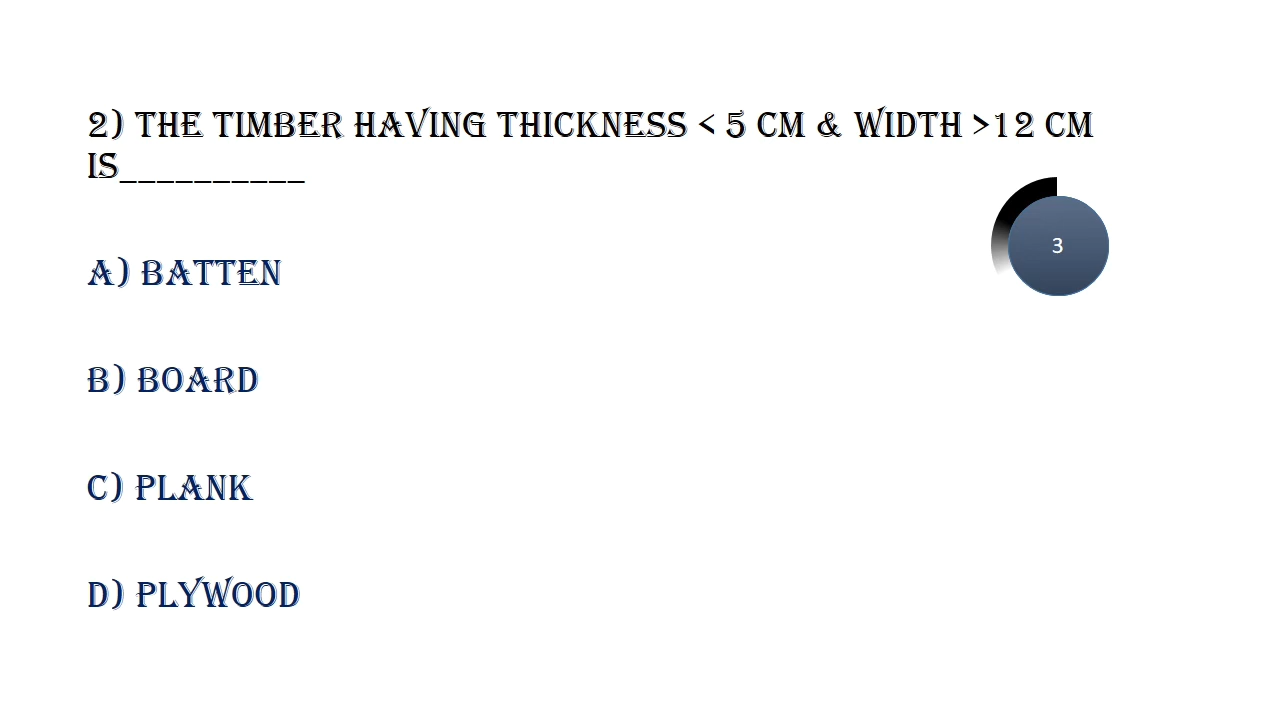 2) THE TIMBER HAVING THICKNESS < 5 CM & WIDTH >12 CM
IS__________
3
A) BATTEN
B) BOARD
C) PLANK
D) PLYWOOD